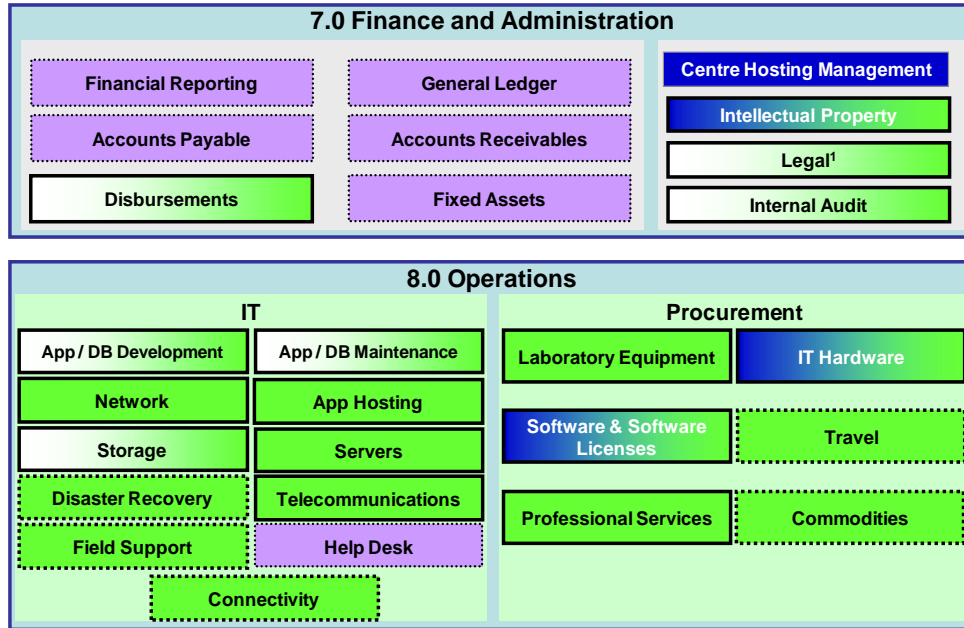 7.0 Finance and Administration
Financial Reporting
General Ledger
Centre Hosting Management
Intellectual Property
Accounts Payable
Accounts Receivables
Legal¹
Disbursements
Fixed Assets
Internal Audit
8.0 Operations
IT
Procurement
App / DB Development
App / DB Maintenance
Network
App Hosting
Storage
Servers
Disaster Recovery
Telecommunications
Field Support
Help Desk
Connectivity
Laboratory Equipment
IT Hardware
Software & Software
Licenses
Travel
Professional Services
Commodities